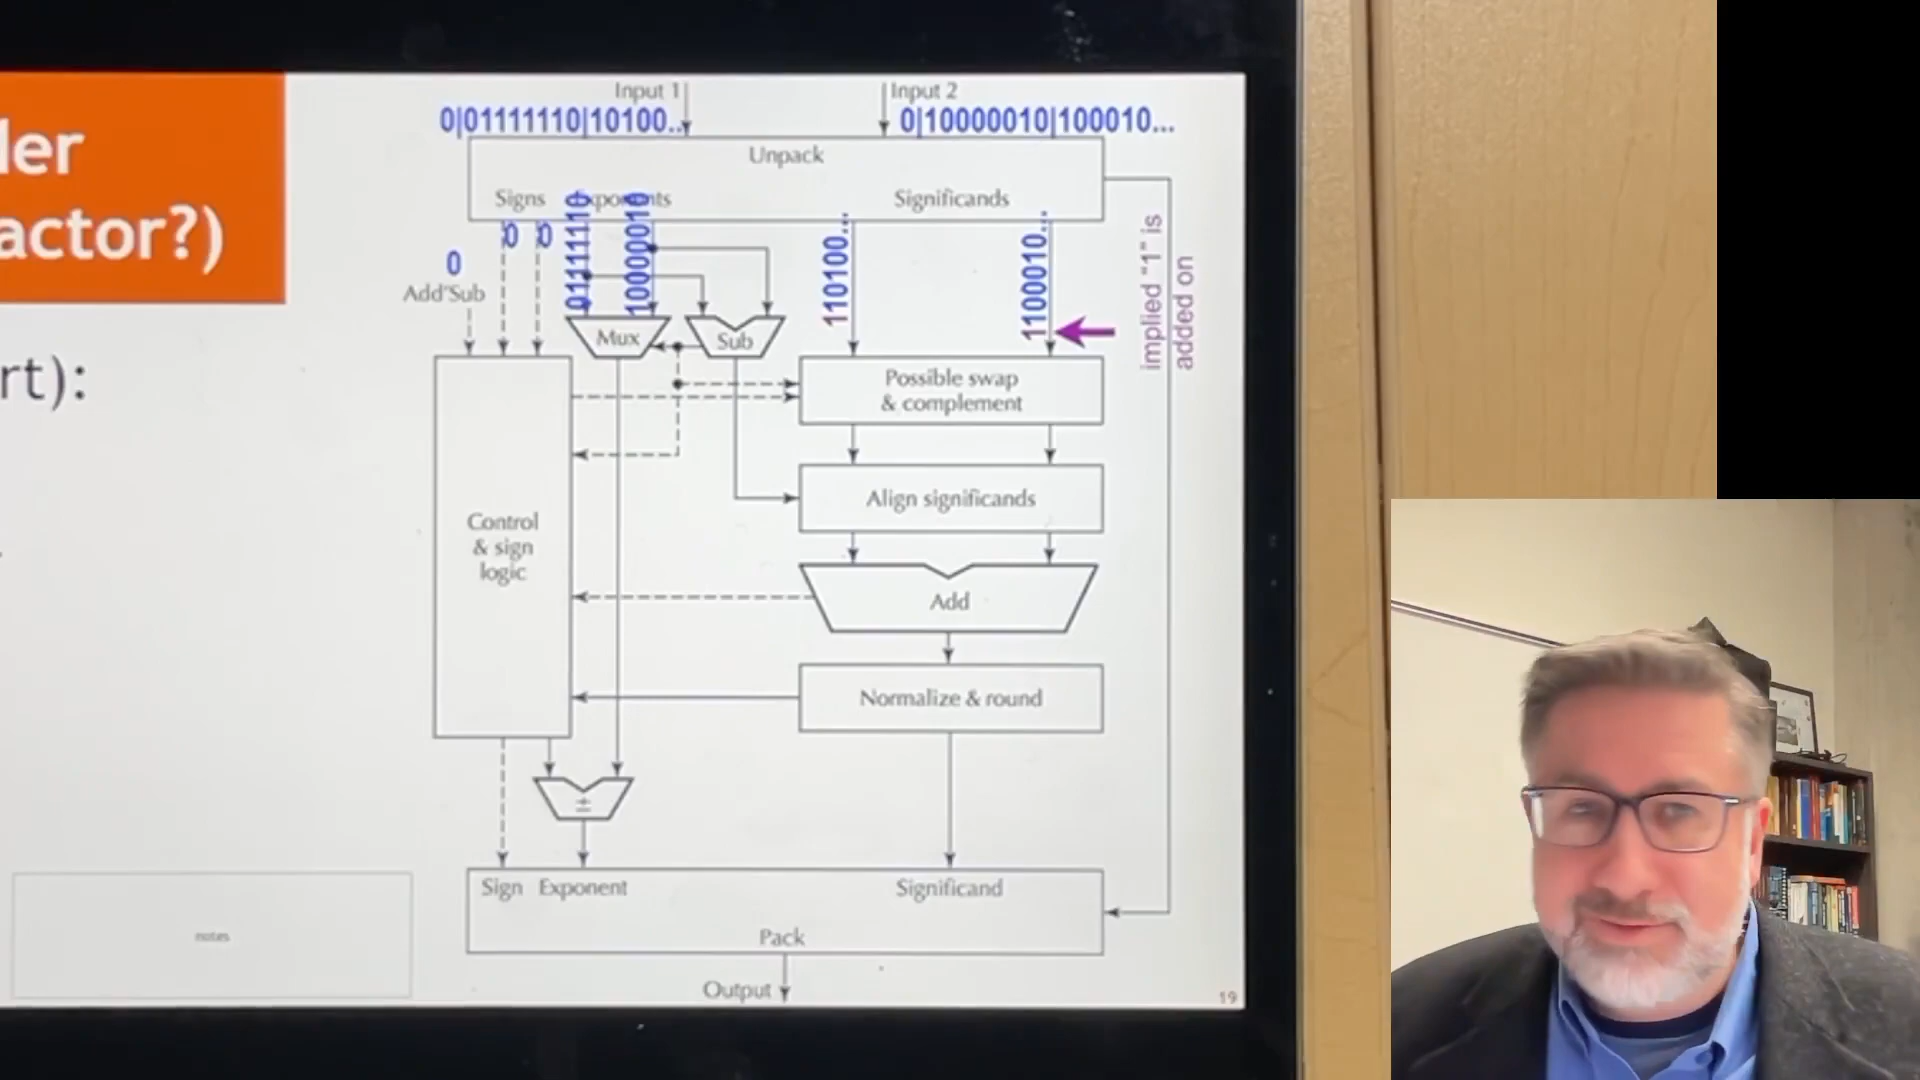 ler
actor?)
rt):
notes
Input 1
Input 2
0|01111110|10100...
0|10000010|100010...
Unpack
Signs
Exponents
Significands
0
0
0
01111110
10000010
110100...
1100010...
implied "1" is
added on
Add'Sub
Mux
Sub
Possible swap
& complement
Align significands
Control
& sign
logic
Add
Normalize & round
±
Sign
Exponent
Significand
Pack
Output
19